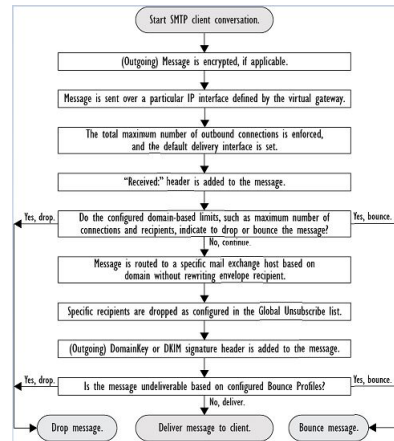 Start SMTP client conversation.
(Outgoing) Message is encrypted, if applicable.
Message is sent over a particular IP interface defined by the virtual gateway.
The total maximum number of outbound connections is enforced,
and the default delivery interface is set.
"Received:" header is added to the message.
Yes, drop.
Do the configured domain-based limits, such as maximum number of
connections and recipients, indicate to drop or bounce the message?
Yes, bounce.
No, continue.
Message is routed to a specific mail exchange host based on
domain without rewriting envelope recipient.
Specific recipients are dropped as configured in the Global Unsubscribe list.
(Outgoing) DomainKey or DKIM signature header is added to the message.
Yes, drop.
Is the message undeliverable based on configured Bounce Profiles?
Yes, bounce.
No, deliver.
Drop message.
Deliver message to client.
Bounce message.